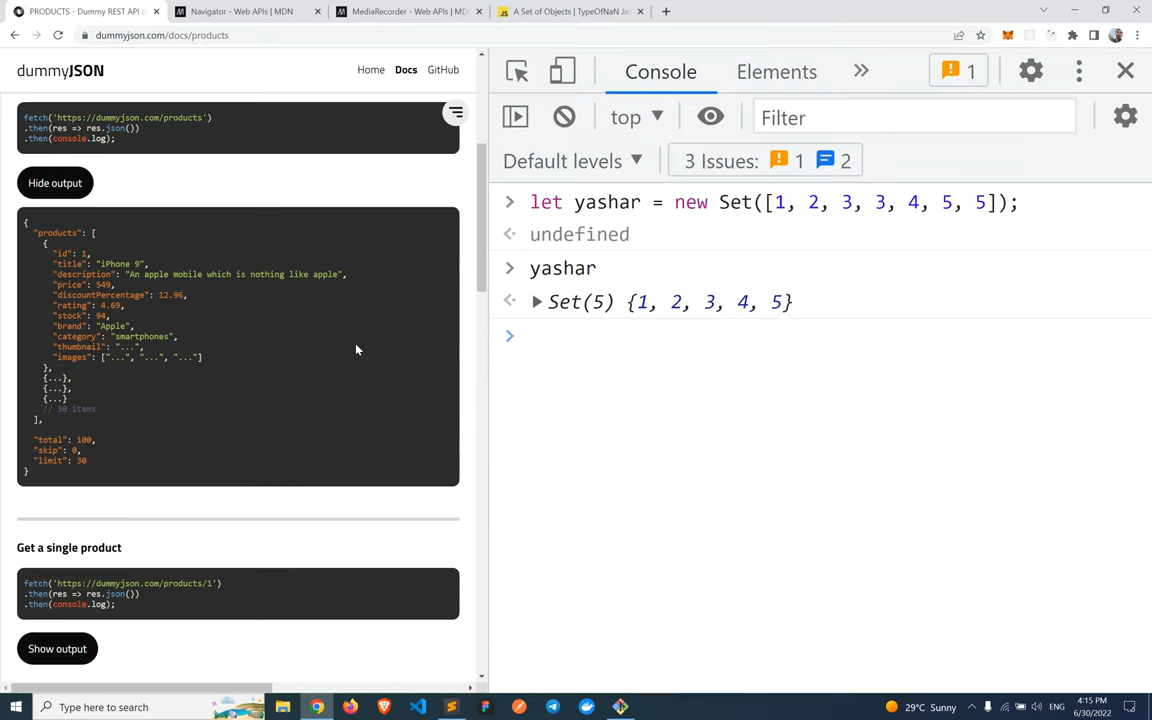 PRODUCTS - Dummy REST API
Navigator - Web APIs | MDN
MediaRecorder - Web APIs | MDN
A Set of Objects | TypeOfNaN
dummyjson.com/docs/products
dummyJSON
Home
Docs
GitHub
fetch('https://dummyjson.com/products')
.then(res => res.json())
.then(console.log);
Hide output
{
"products": [
{
"id": 1,
"title": "iPhone 9",
"description": "An apple mobile which is nothing like apple",
"price": 549,
"discountPercentage": 12.96,
"rating": 4.69,
"stock": 94,
"brand": "Apple",
"category": "smartphones",
"thumbnail": "...",
"images": ["...", "...", "..."]
},
{...},
{...},
{...}
// 30 items
],
"total": 100,
"skip": 0,
"limit": 30
}
Get a single product
fetch('https://dummyjson.com/products/1')
.then(res => res.json())
.then(console.log);
Show output
Console
Elements
1
top
Filter
Default levels
3 Issues: 1 2
let yashar = new Set([1, 2, 3, 3, 4, 5, 5]);
undefined
yashar
Set(5) {1, 2, 3, 4, 5}
Type here to search
29°C Sunny
ENG
4:15 PM
6/30/2022